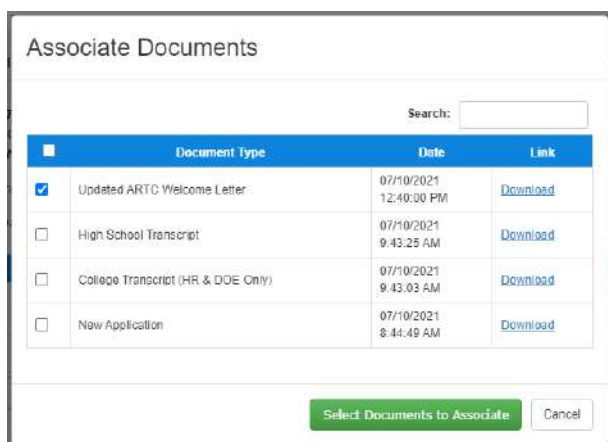 Associate Documents
Search:
Document Type Date Link
Updated ARTC Welcome Letter 07/10/2021 12:40:00 PM Download
High School Transcript 07/10/2021 9:43:25 AM Download
College Transcript (HR & DOE Only) 07/10/2021 9:43:03 AM Download
New Application 07/10/2021 8:44:49 AM Download
Select Documents to Associate Cancel